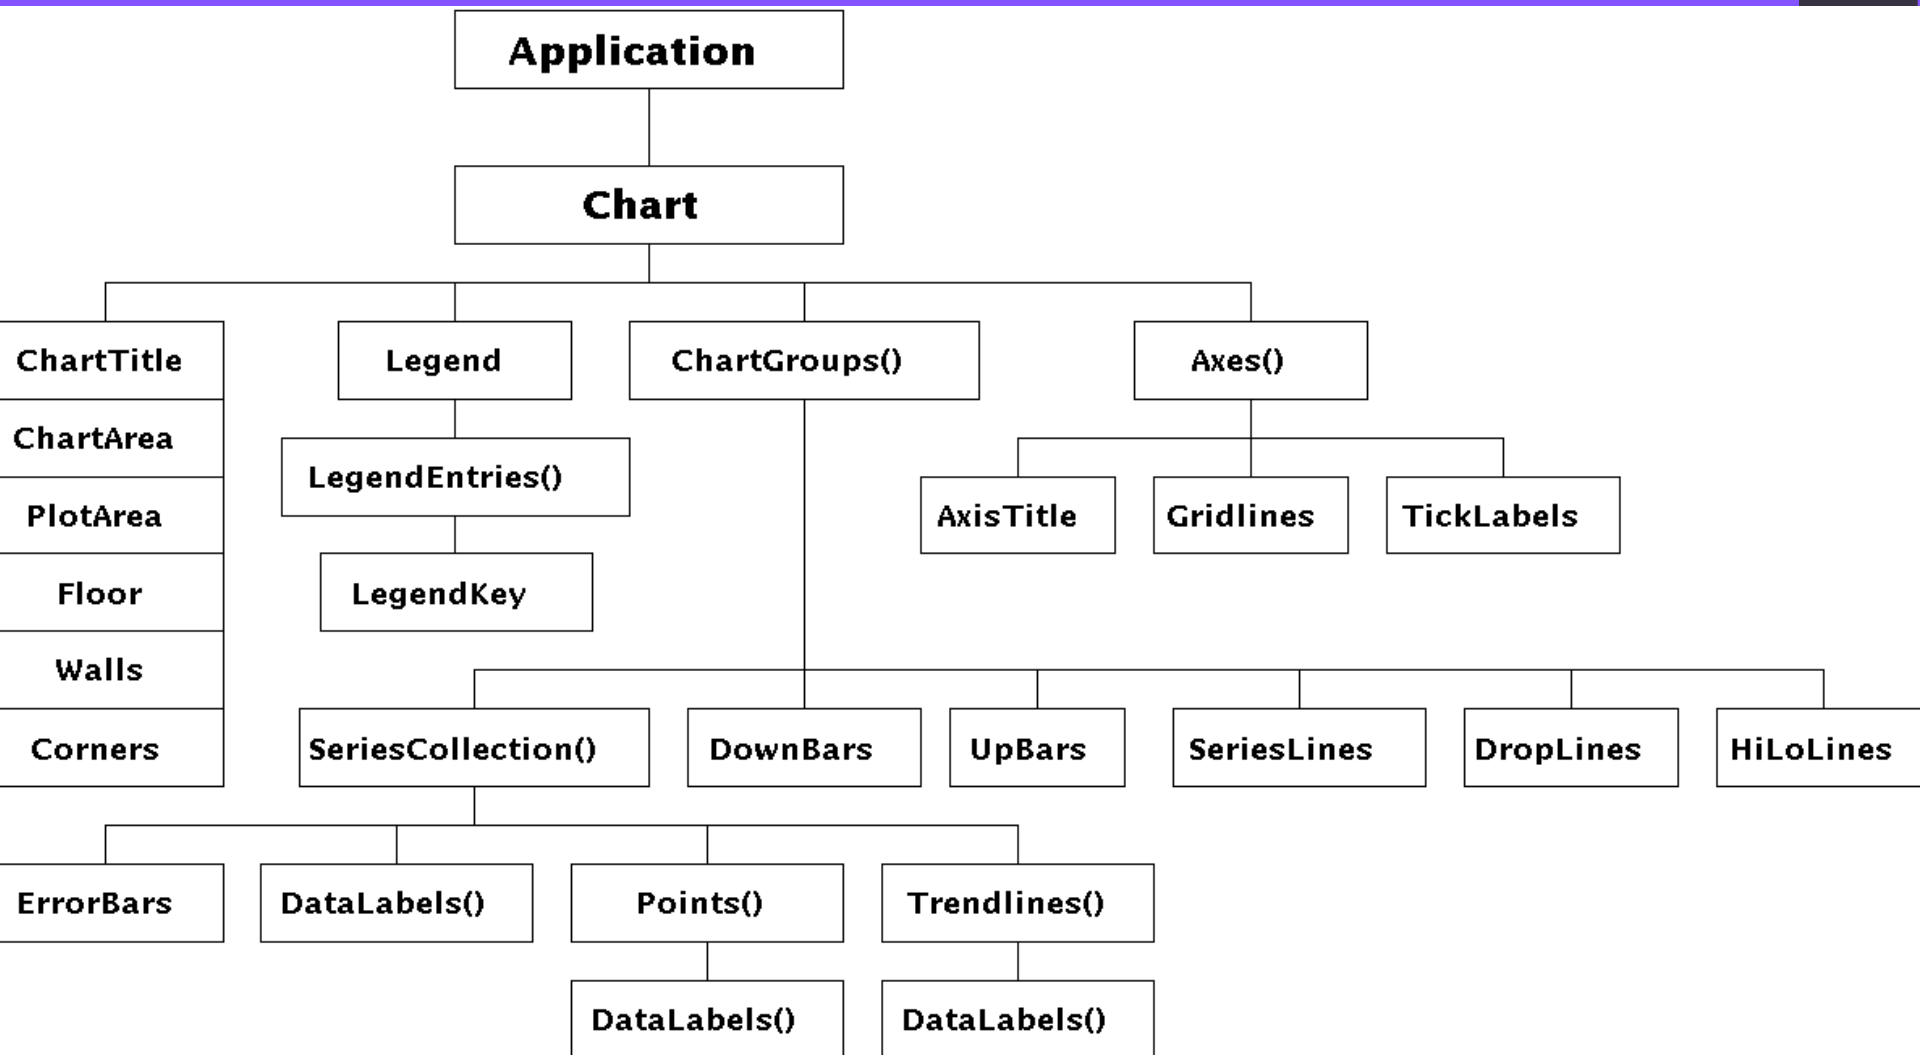 Application
Chart
ChartTitle
Legend
ChartGroups()
Axes()
ChartArea
LegendEntries()
PlotArea
AxisTitle
Gridlines
TickLabels
Floor
LegendKey
Walls
Corners
SeriesCollection()
DownBars
UpBars
SeriesLines
DropLines
HiLoLines
ErrorBars
DataLabels()
Points()
Trendlines()
DataLabels()
DataLabels()